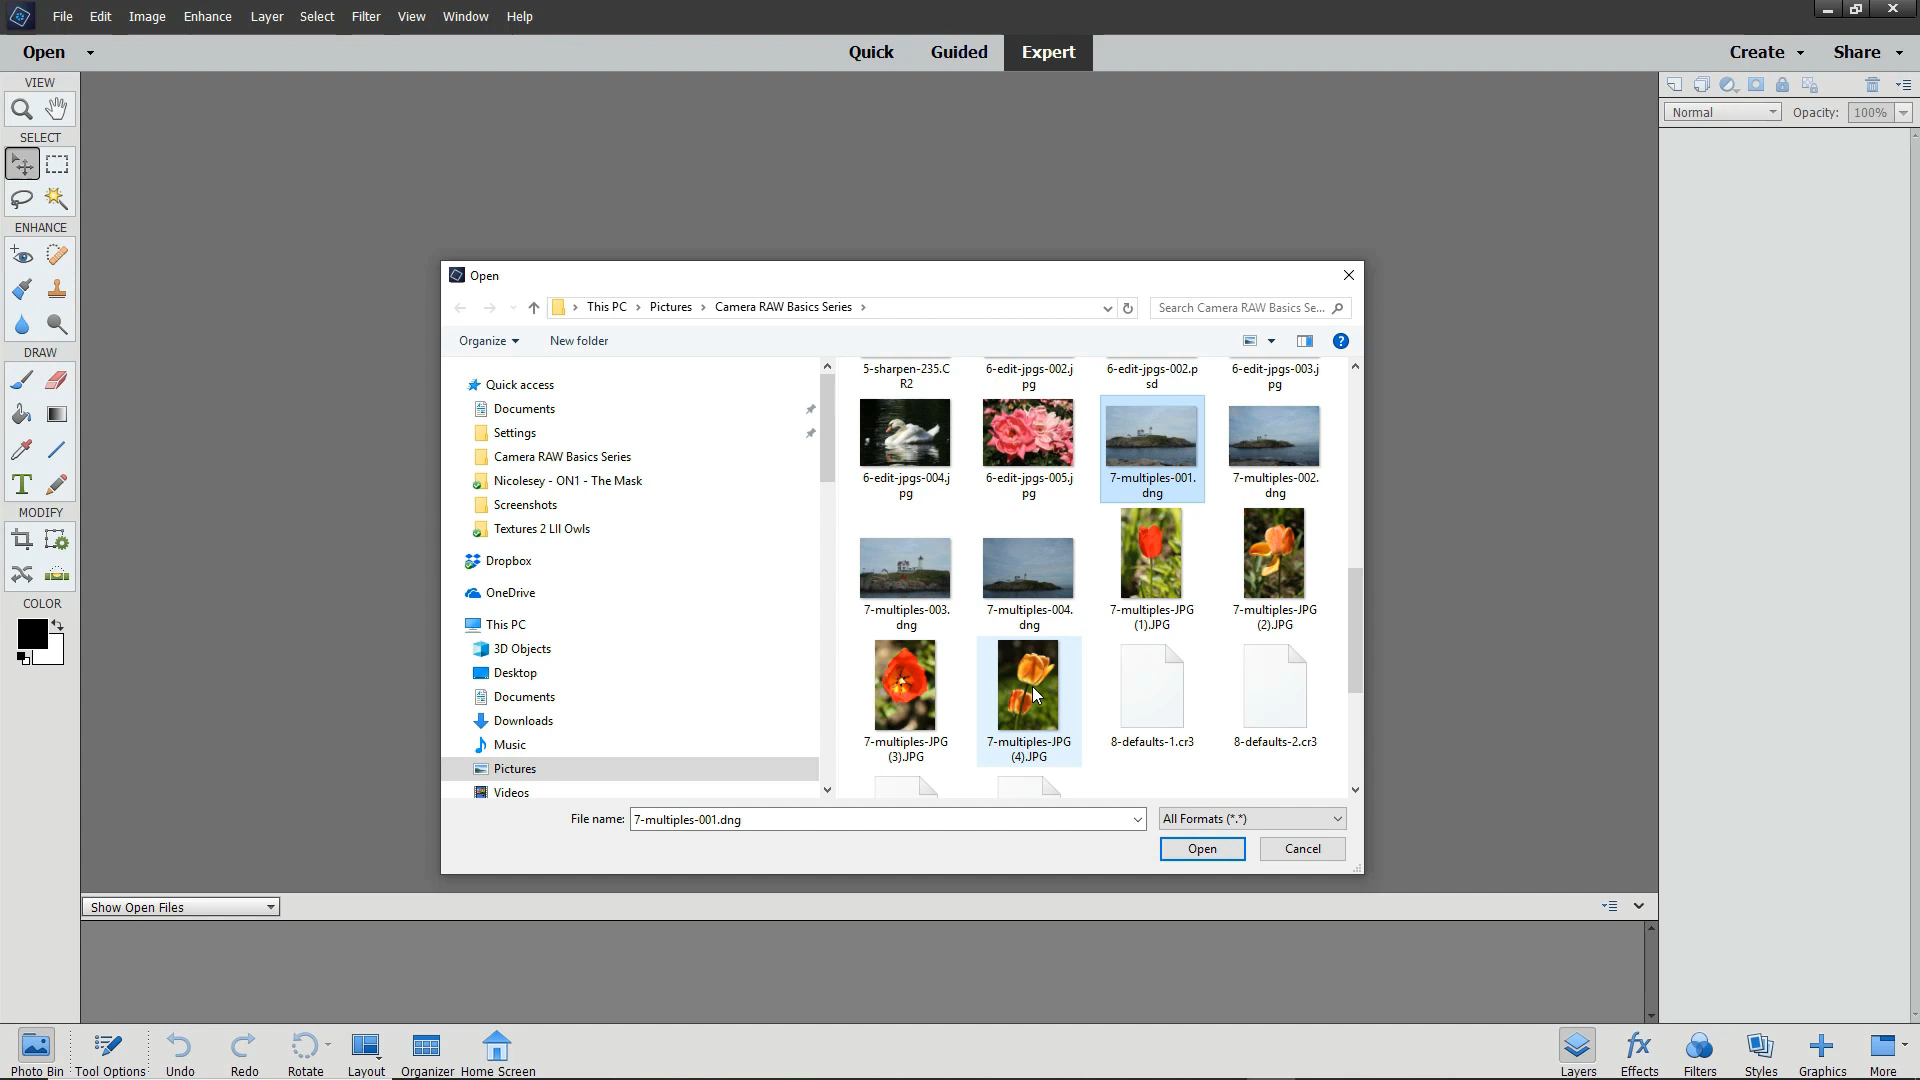 File Edit Image Enhance Layer Select Filter View Window Help
Open Quick Guided Expert Create Share
VIEW
SELECT
ENHANCE
DRAW
MODIFY
COLOR
Normal Opacity: 100%
Open
This PC Pictures Camera RAW Basics Series Search Camera RAW Basics Se...
Organize New folder
Quick access
Documents
Settings
Camera RAW Basics Series
Nicolesey - ON1 - The Mask
Screenshots
Textures 2 LII Owls
Dropbox
OneDrive
This PC
3D Objects
Desktop
Documents
Downloads
Music
Pictures
Videos
5-sharpen-235.C
R2
6-edit-jpgs-002.j
pg
6-edit-jpgs-002.p
sd
6-edit-jpgs-003.j
pg
6-edit-jpgs-004.j
pg
6-edit-jpgs-005.j
pg
7-multiples-001.
dng
7-multiples-002.
dng
7-multiples-003.
dng
7-multiples-004.
dng
7-multiples-JPG
(1).JPG
7-multiples-JPG
(2).JPG
7-multiples-JPG
(3).JPG
7-multiples-JPG
(4).JPG
8-defaults-1.cr3
8-defaults-2.cr3
File name: 7-multiples-001.dng All Formats (*.*)
Open Cancel
Show Open Files
Photo Bin Tool Options Undo Redo Rotate Layout Organizer Home Screen Layers Effects Filters Styles Graphics More